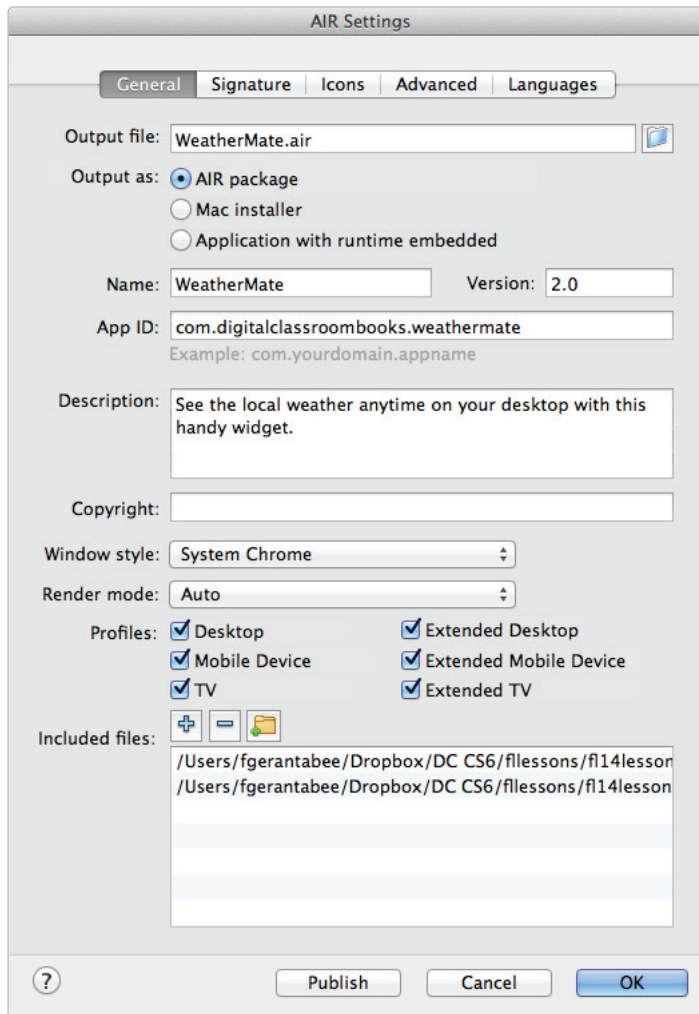 AIR Settings
General Signature Icons Advanced Languages
Output file: WeatherMate.air
Output as: AIR package
Mac installer
Application with runtime embedded
Name: WeatherMate Version: 2.0
App ID: com.digitalclassroombooks.weathermate
Example: com.yourdomain.appname
Description: See the local weather anytime on your desktop with this
handy widget.
Copyright:
Window style: System Chrome
Render mode: Auto
Profiles: Desktop Extended Desktop
Mobile Device Extended Mobile Device
TV Extended TV
Included files:
/Users/fgerantabee/Dropbox/DC CS6/fllessons/fl14lesson
/Users/fgerantabee/Dropbox/DC CS6/fllessons/fl14lesson
? Publish Cancel OK